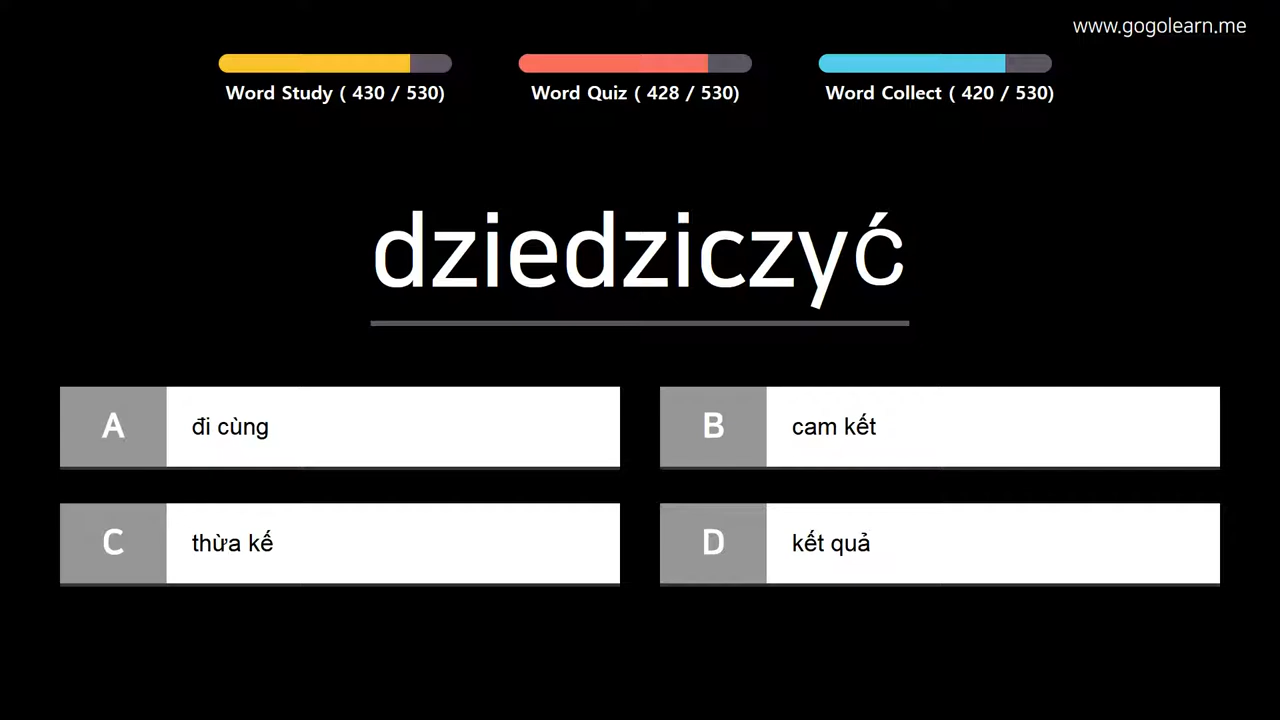 www.gogolearn.me
Word Study ( 430 / 530)
Word Quiz ( 428 / 530)
Word Collect ( 420 / 530)
dziedziczyć
A đi cùng
B cam kết
C thừa kế
D kết quả